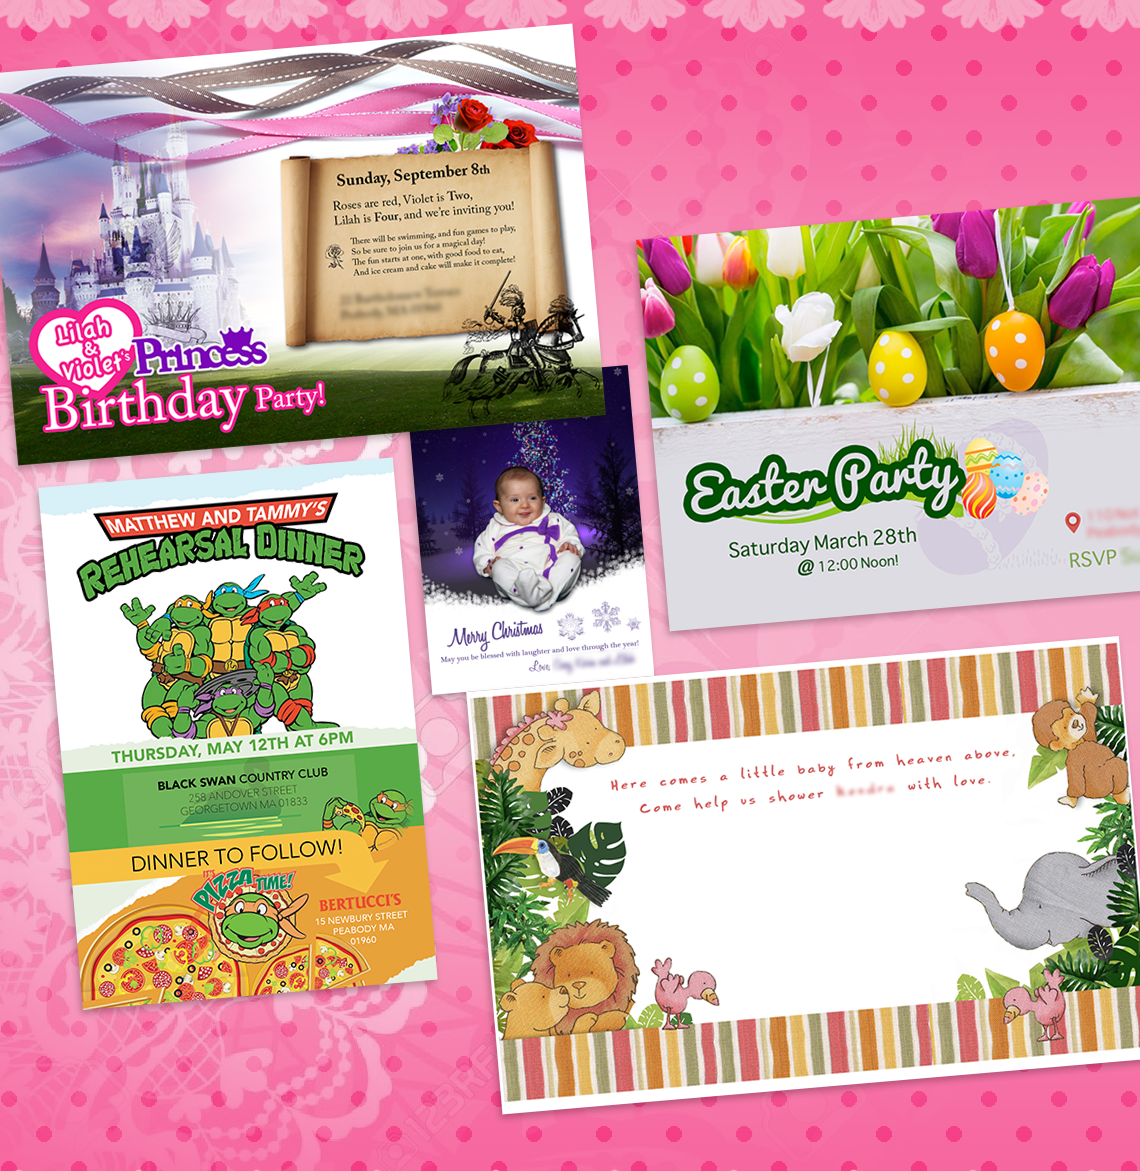 Sunday, September 8th
Roses are red, Violet is Two,
Lilah is Four, and we're inviting you!
There will be swimming, and fun games to play,
So be sure to join us for a magical day!
The fun starts at one, with good food to eat,
And ice cream and cake will make it complete!
Lilah
&
Violet's
Princess
Birthday Party!
Easter Party
Saturday March 28th
@ 12:00 Noon!
RSVP
MATTHEW AND TAMMY'S
REHEARSAL DINNER
THURSDAY, MAY 12TH AT 6PM
BLACK SWAN COUNTRY CLUB
258 ANDOVER STREET
GEORGETOWN MA 01833
DINNER TO FOLLOW!
IT'S
PIZZA TIME!
BERTUCCI'S
15 NEWBURY STREET
PEABODY MA
01960
Merry Christmas
May you be blessed with laughter and love through the year!
Love,
Here comes a little baby from heaven above,
Come help us shower with love.